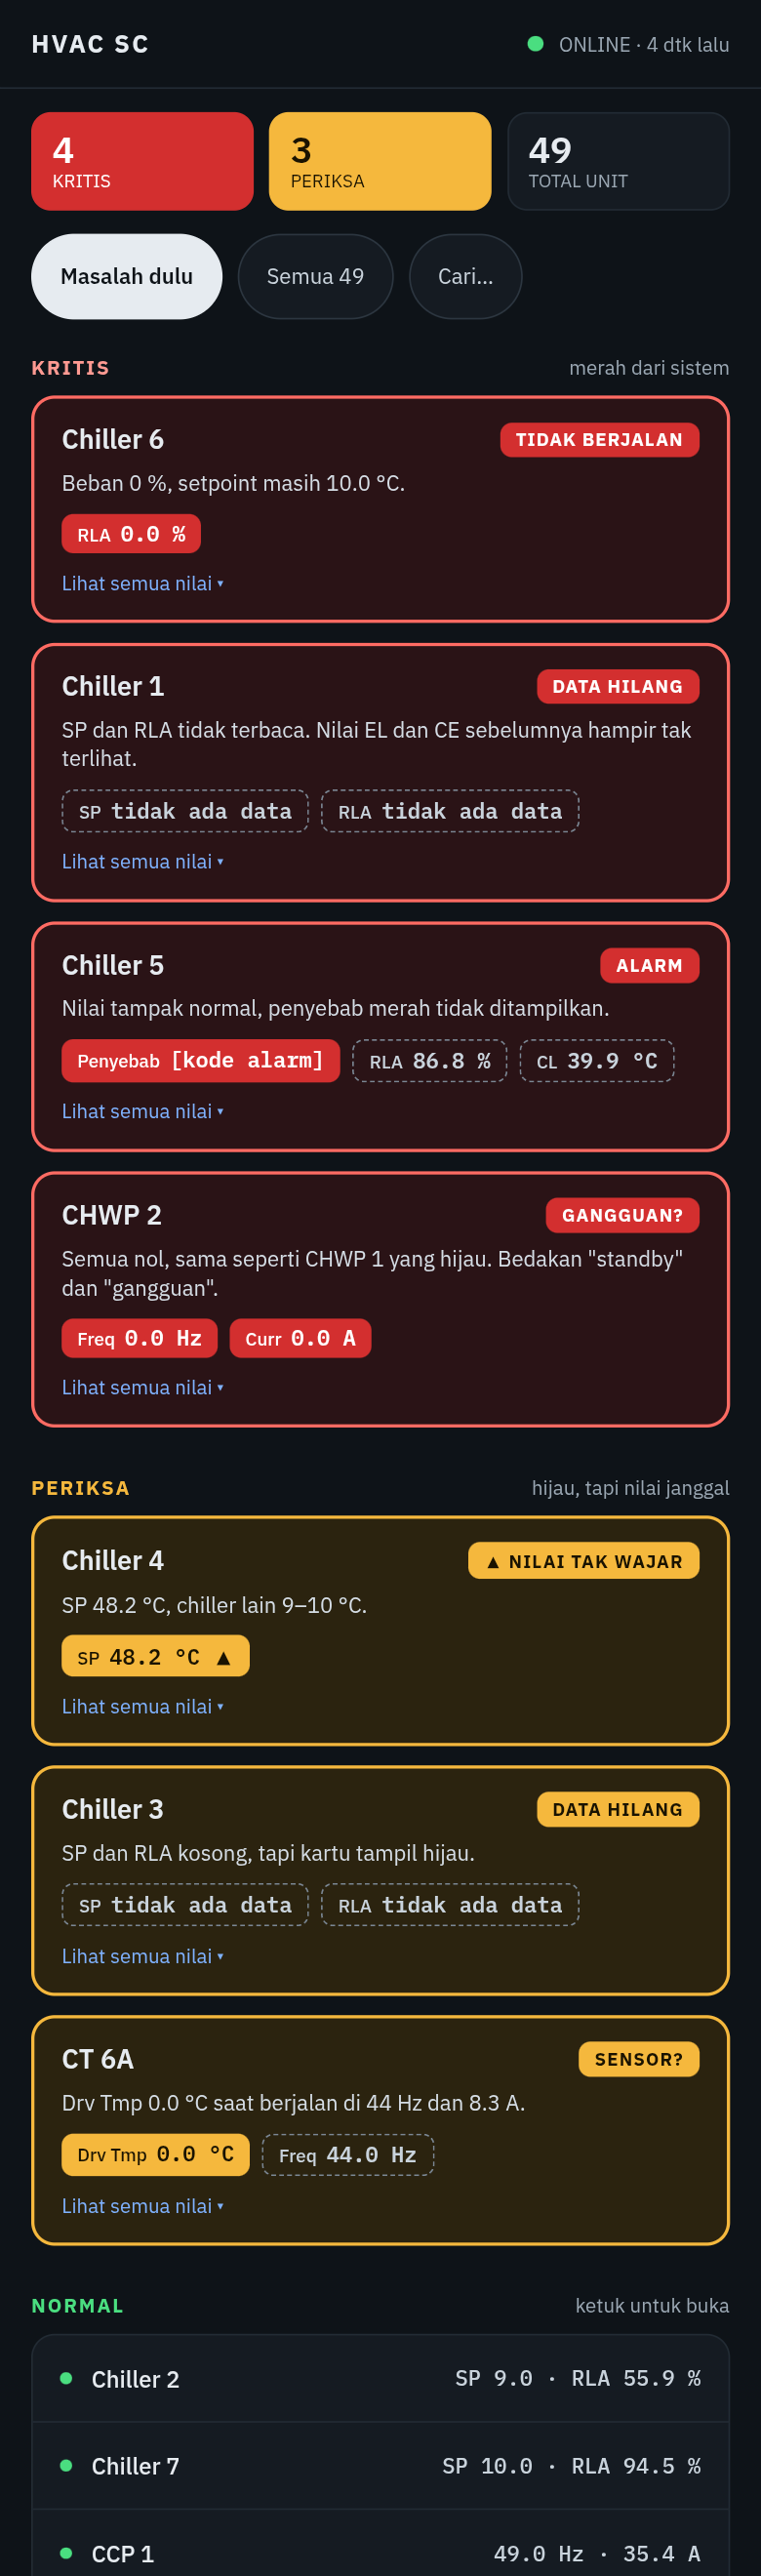 HVAC SC
ONLINE · 4 dtk lalu
4
KRITIS
3
PERIKSA
49
TOTAL UNIT
Masalah dulu
Semua 49
Cari…
KRITIS
merah dari sistem
Chiller 6
TIDAK BERJALAN
Beban 0 %, setpoint masih 10.0 °C.
RLA 0.0 %
Lihat semua nilai ▾
Chiller 1
DATA HILANG
SP dan RLA tidak terbaca. Nilai EL dan CE sebelumnya hampir tak
terlihat.
SP tidak ada data
RLA tidak ada data
Lihat semua nilai ▾
Chiller 5
ALARM
Nilai tampak normal, penyebab merah tidak ditampilkan.
Penyebab [kode alarm]
RLA 86.8 %
CL 39.9 °C
Lihat semua nilai ▾
CHWP 2
GANGGUAN?
Semua nol, sama seperti CHWP 1 yang hijau. Bedakan "standby"
dan "gangguan".
Freq 0.0 Hz
Curr 0.0 A
Lihat semua nilai ▾
PERIKSA
hijau, tapi nilai janggal
Chiller 4
▲ NILAI TAK WAJAR
SP 48.2 °C, chiller lain 9–10 °C.
SP 48.2 °C ▲
Lihat semua nilai ▾
Chiller 3
DATA HILANG
SP dan RLA kosong, tapi kartu tampil hijau.
SP tidak ada data
RLA tidak ada data
Lihat semua nilai ▾
CT 6A
SENSOR?
Drv Tmp 0.0 °C saat berjalan di 44 Hz dan 8.3 A.
Drv Tmp 0.0 °C
Freq 44.0 Hz
Lihat semua nilai ▾
NORMAL
ketuk untuk buka
Chiller 2
SP 9.0 · RLA 55.9 %
Chiller 7
SP 10.0 · RLA 94.5 %
CCP 1
49.0 Hz · 35.4 A